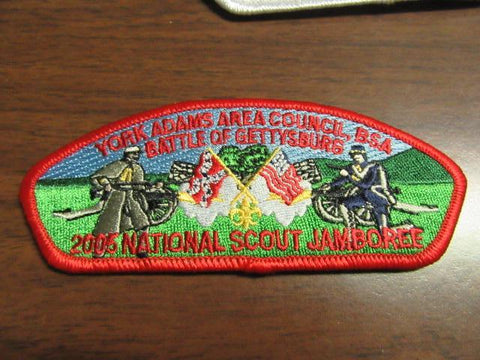 YORK ADAMS AREA COUNCIL, BSA
BATTLE OF GETTYSBURG
2005 NATIONAL SCOUT JAMBOREE